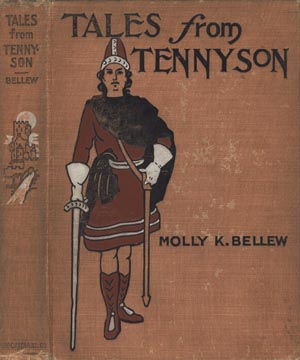 TALES
from
TENNY-
SON
BELLEW
TALES from
TENNYSON
MOLLY K. BELLEW